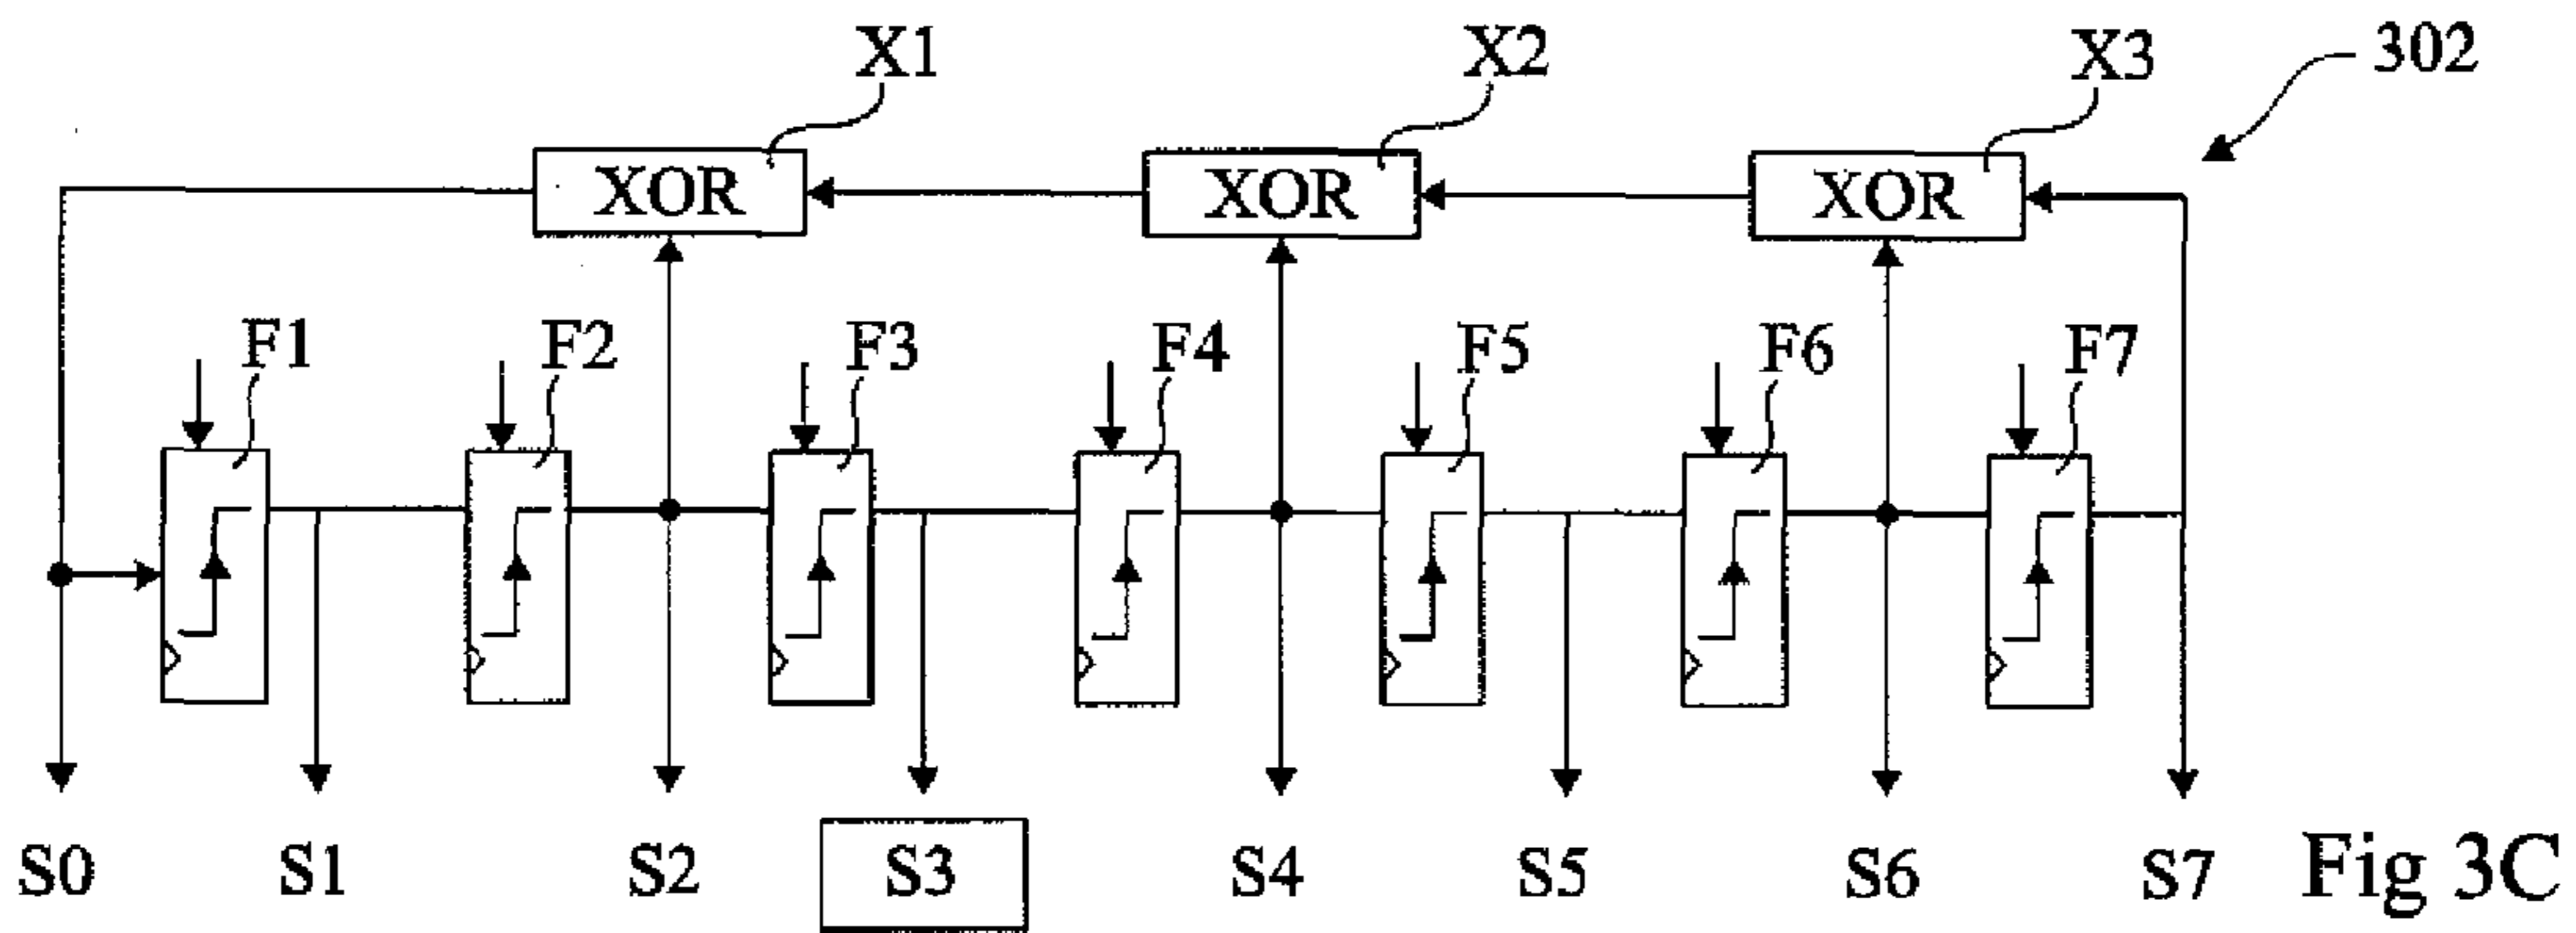 X1 X2 X3 302
XOR XOR XOR
F1 F2 F3 F4 F5 F6 F7
S0 S1 S2 S3 S4 S5 S6 S7 Fig 3C